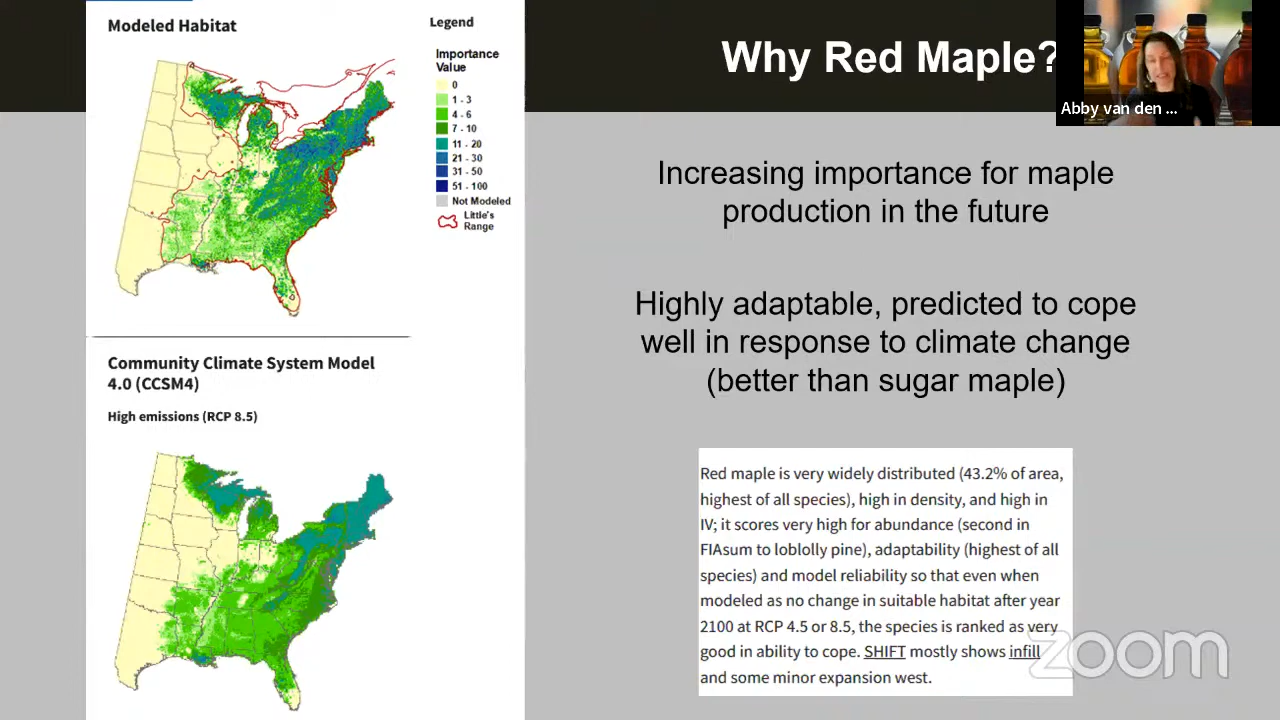 Modeled Habitat
Legend
Importance
Value
0
1 - 3
4 - 6
7 - 10
11 - 20
21 - 30
31 - 50
51 - 100
Not Modeled
Little's
Range
Community Climate System Model
4.0 (CCSM4)
High emissions (RCP 8.5)
Why Red Maple?
Abby van den ...
Increasing importance for maple
production in the future
Highly adaptable, predicted to cope
well in response to climate change
(better than sugar maple)
Red maple is very widely distributed (43.2% of area,
highest of all species), high in density, and high in
IV; it scores very high for abundance (second in
FIAsum to loblolly pine), adaptability (highest of all
species) and model reliability so that even when
modeled as no change in suitable habitat after year
2100 at RCP 4.5 or 8.5, the species is ranked as very
good in ability to cope. SHIFT mostly shows infill
and some minor expansion west.
zoom